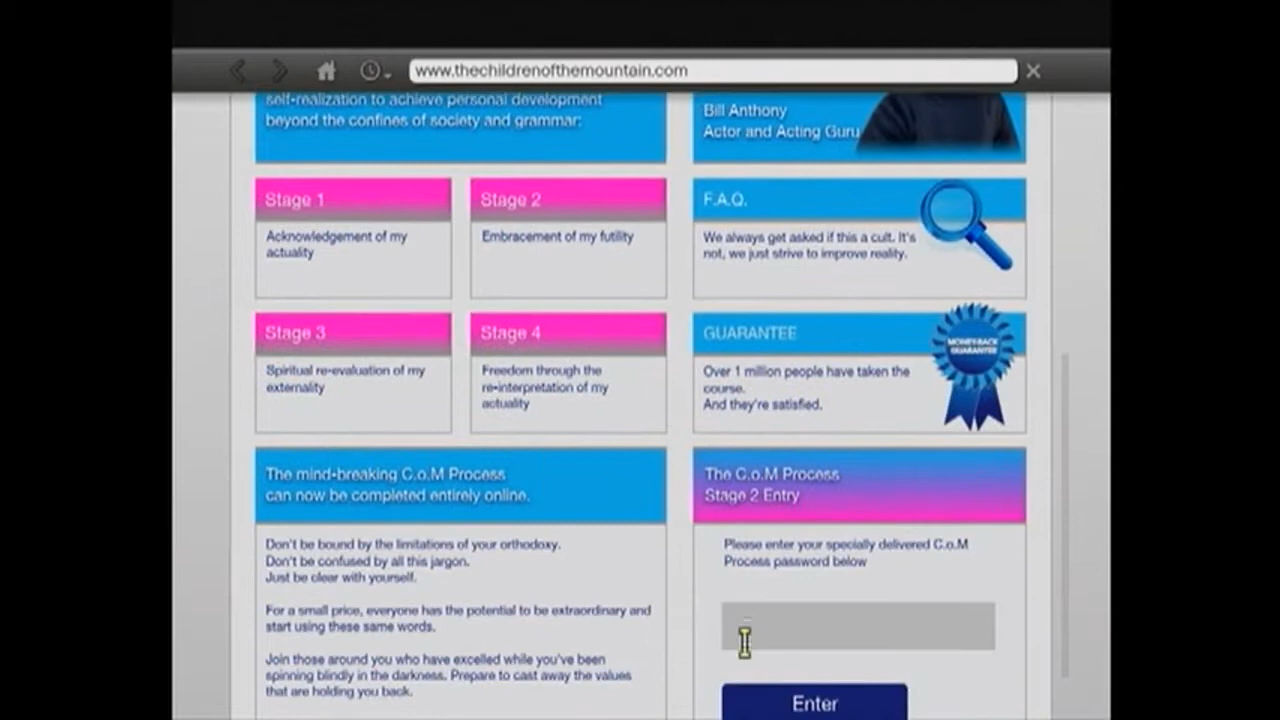 www.thechildrenofthemountain.com
self-realization to achieve personal development
beyond the confines of society and grammar:
Bill Anthony
Actor and Acting Guru
Stage 1
Acknowledgement of my
actuality
Stage 2
Embracement of my futility
F.A.Q.
We always get asked if this a cult. It's
not, we just strive to improve reality.
Stage 3
Spiritual re-evaluation of my
externality
Stage 4
Freedom through the
re-interpretation of my
actuality
GUARANTEE
Over 1 million people have taken the
course.
And they're satisfied.
MONEY-BACK
GUARANTEE
The mind-breaking C.o.M Process
can now be completed entirely online.
Don't be bound by the limitations of your orthodoxy.
Don't be confused by all this jargon.
Just be clear with yourself.
For a small price, everyone has the potential to be extraordinary and
start using these same words.
Join those around you who have excelled while you've been
spinning blindly in the darkness. Prepare to cast away the values
that are holding you back.
The C.o.M Process
Stage 2 Entry
Please enter your specially delivered C.o.M
Process password below
Enter